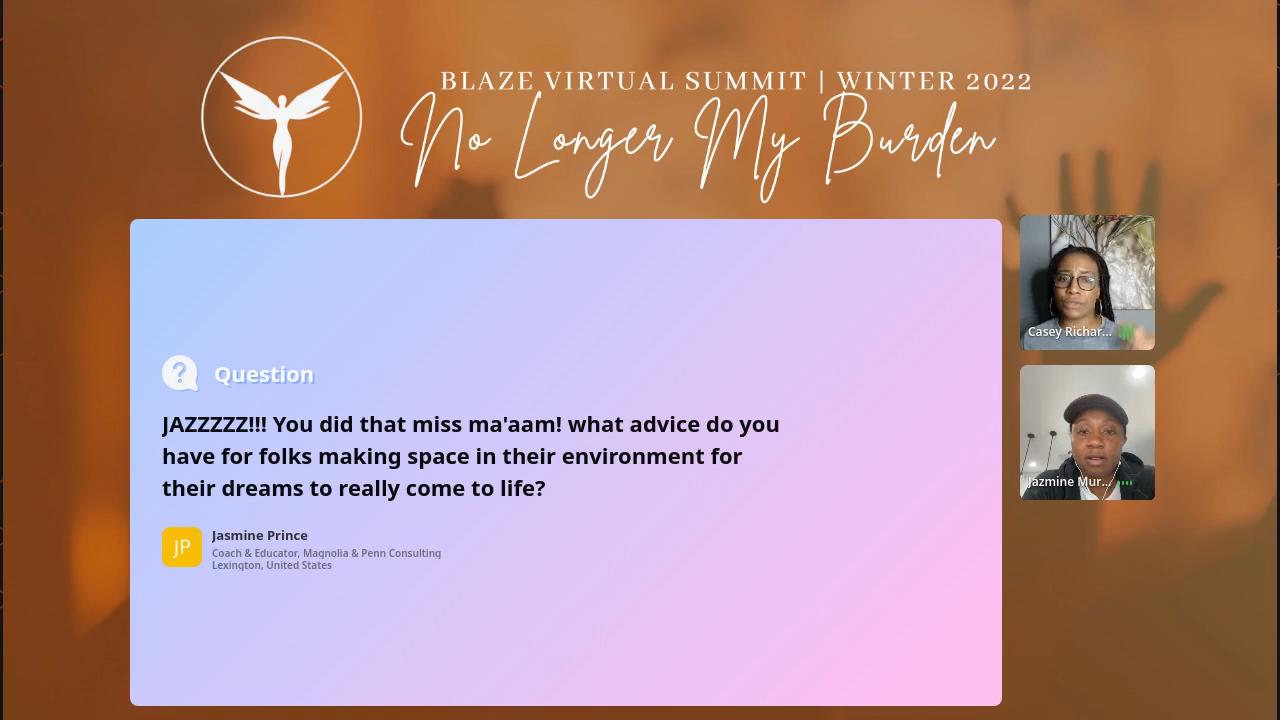 BLAZE VIRTUAL SUMMIT | WINTER 2022
No Longer My Burden
Question
JAZZZZZ!!! You did that miss ma'aam! what advice do you
have for folks making space in their environment for
their dreams to really come to life?
JP
Jasmine Prince
Coach & Educator, Magnolia & Penn Consulting
Lexington, United States
Casey Richar...
Jazmine Mur...